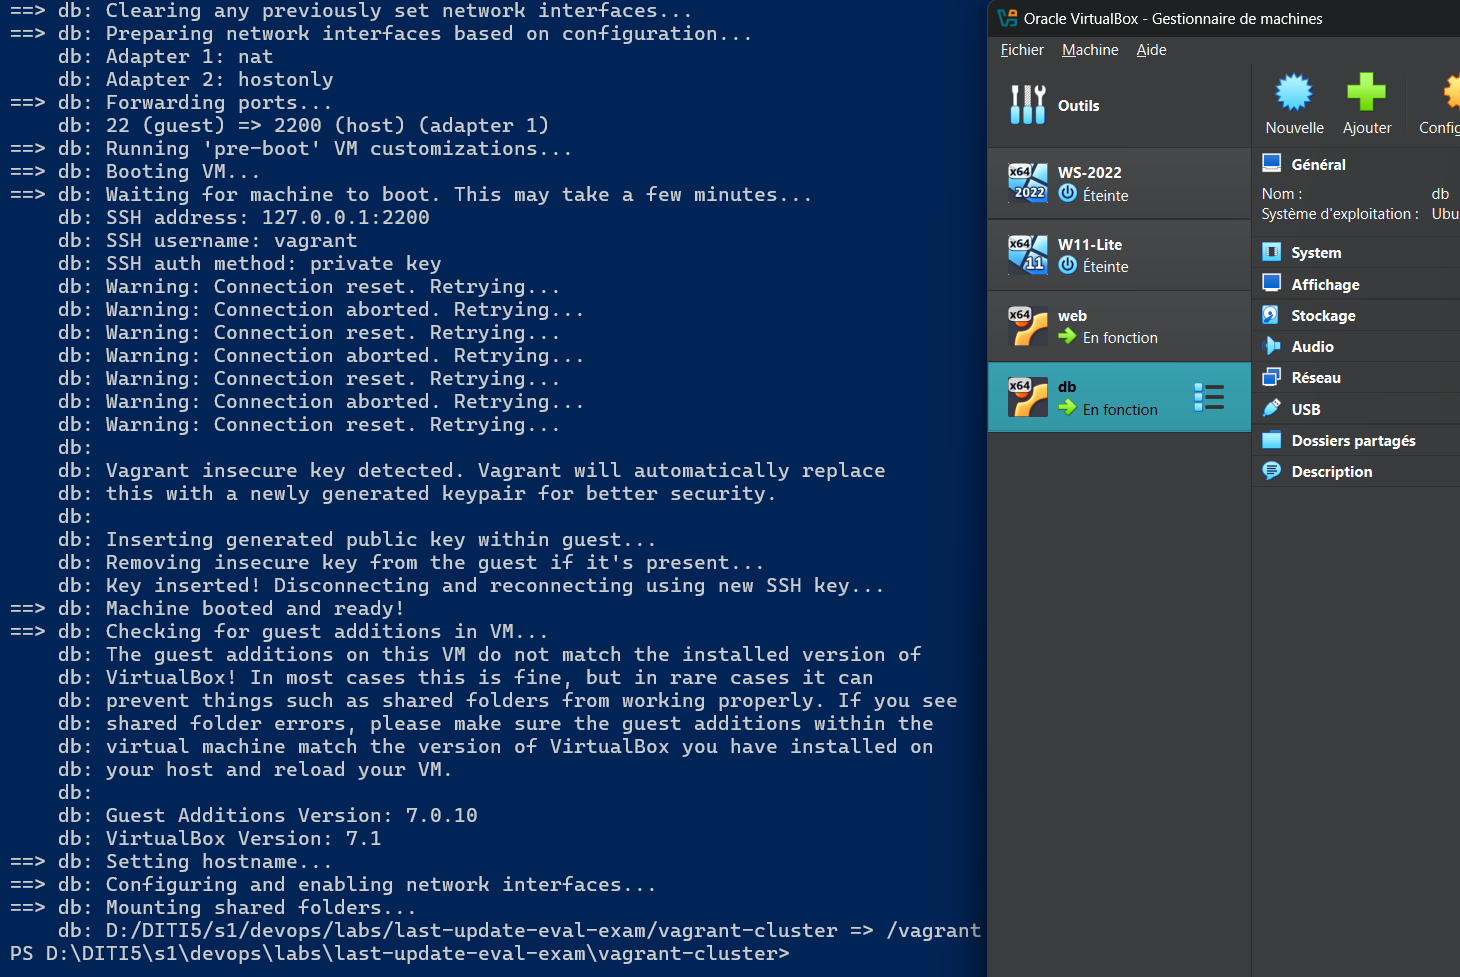 ==> db: Clearing any previously set network interfaces...
==> db: Preparing network interfaces based on configuration...
    db: Adapter 1: nat
    db: Adapter 2: hostonly
==> db: Forwarding ports...
    db: 22 (guest) => 2200 (host) (adapter 1)
==> db: Running 'pre-boot' VM customizations...
==> db: Booting VM...
==> db: Waiting for machine to boot. This may take a few minutes...
    db: SSH address: 127.0.0.1:2200
    db: SSH username: vagrant
    db: SSH auth method: private key
    db: Warning: Connection reset. Retrying...
    db: Warning: Connection aborted. Retrying...
    db: Warning: Connection reset. Retrying...
    db: Warning: Connection aborted. Retrying...
    db: Warning: Connection reset. Retrying...
    db: Warning: Connection aborted. Retrying...
    db: Warning: Connection reset. Retrying...
    db:
    db: Vagrant insecure key detected. Vagrant will automatically replace
    db: this with a newly generated keypair for better security.
    db:
    db: Inserting generated public key within guest...
    db: Removing insecure key from the guest if it's present...
    db: Key inserted! Disconnecting and reconnecting using new SSH key...
==> db: Machine booted and ready!
==> db: Checking for guest additions in VM...
    db: The guest additions on this VM do not match the installed version of
    db: VirtualBox! In most cases this is fine, but in rare cases it can
    db: prevent things such as shared folders from working properly. If you see
    db: shared folder errors, please make sure the guest additions within the
    db: virtual machine match the version of VirtualBox you have installed on
    db: your host and reload your VM.
    db:
    db: Guest Additions Version: 7.0.10
    db: VirtualBox Version: 7.1
==> db: Setting hostname...
==> db: Configuring and enabling network interfaces...
==> db: Mounting shared folders...
    db: D:/DITI5/s1/devops/labs/last-update-eval-exam/vagrant-cluster => /vagrant
PS D:\DITI5\s1\devops\labs\last-update-eval-exam\vagrant-cluster>
Oracle VirtualBox - Gestionnaire de machines
Fichier Machine Aide
Outils
Nouvelle Ajouter Config
x64 2022 WS-2022
Éteinte
x64 11 W11-Lite
Éteinte
x64 web
En fonction
x64 db
En fonction
Général
Nom : db
Système d'exploitation : Ubu
System
Affichage
Stockage
Audio
Réseau
USB
Dossiers partagés
Description